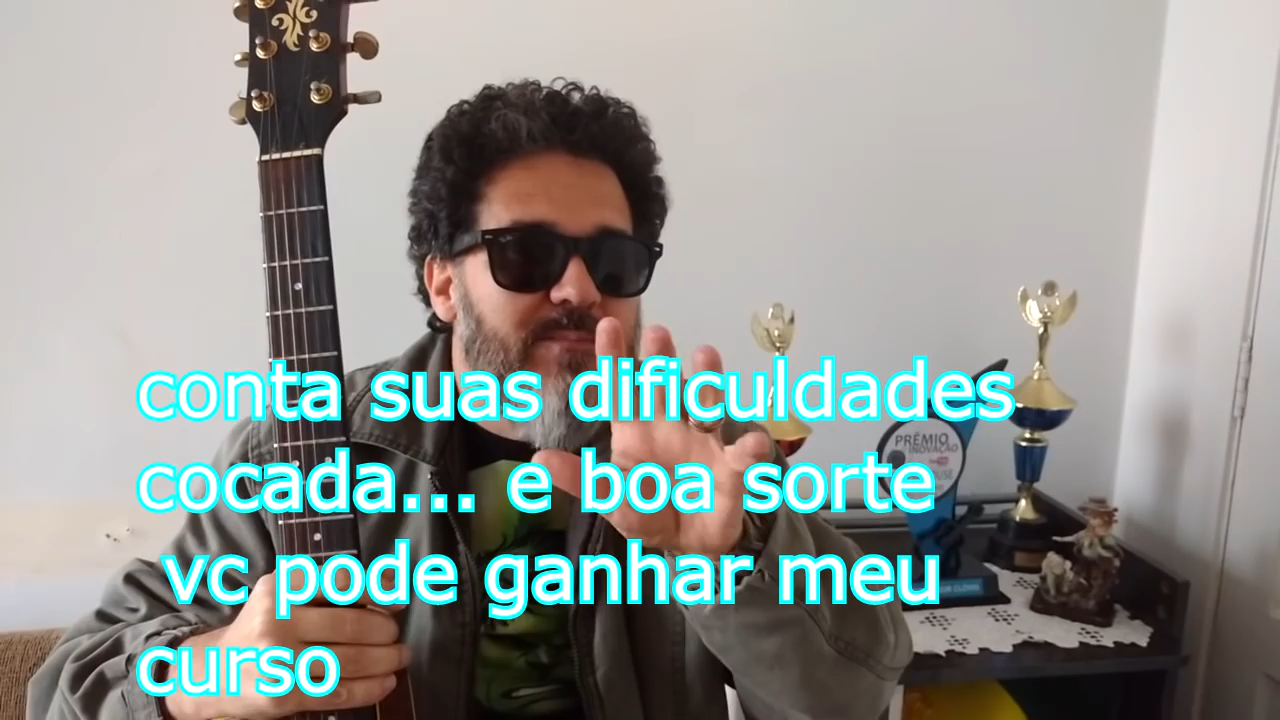 conta suas dificuldades
cocada... e boa sorte
vc pode ganhar meu
curso
PRÊMIO
INOVAÇÃO